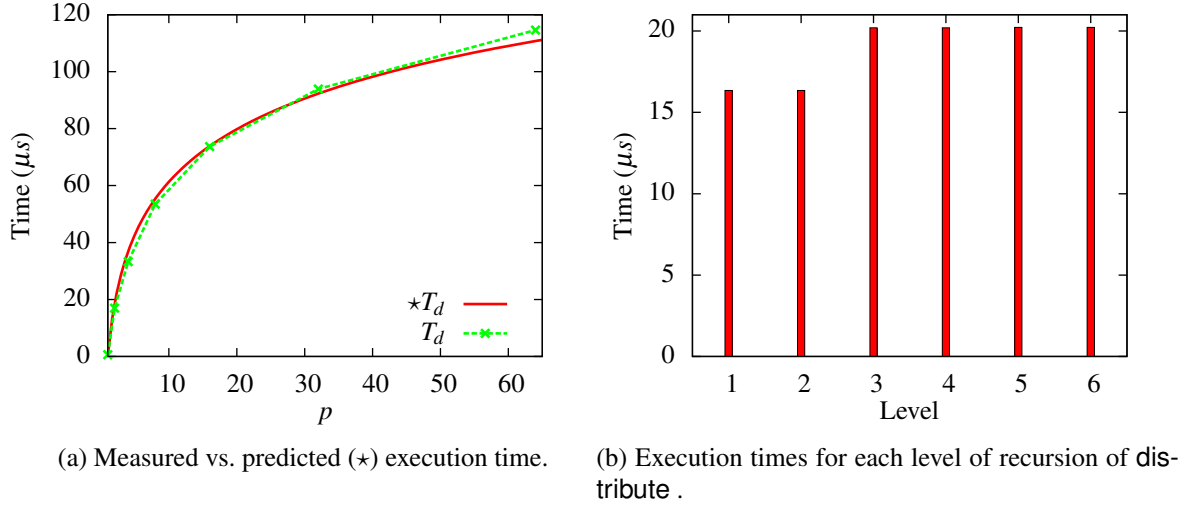 120
100
80
60
40
20
0
Time (μs)
10 20 30 40 50 60
p
⋆T_d
T_d
(a) Measured vs. predicted (⋆) execution time.
20
15
10
5
0
Time (μs)
1 2 3 4 5 6
Level
(b) Execution times for each level of recursion of dis-
tribute .